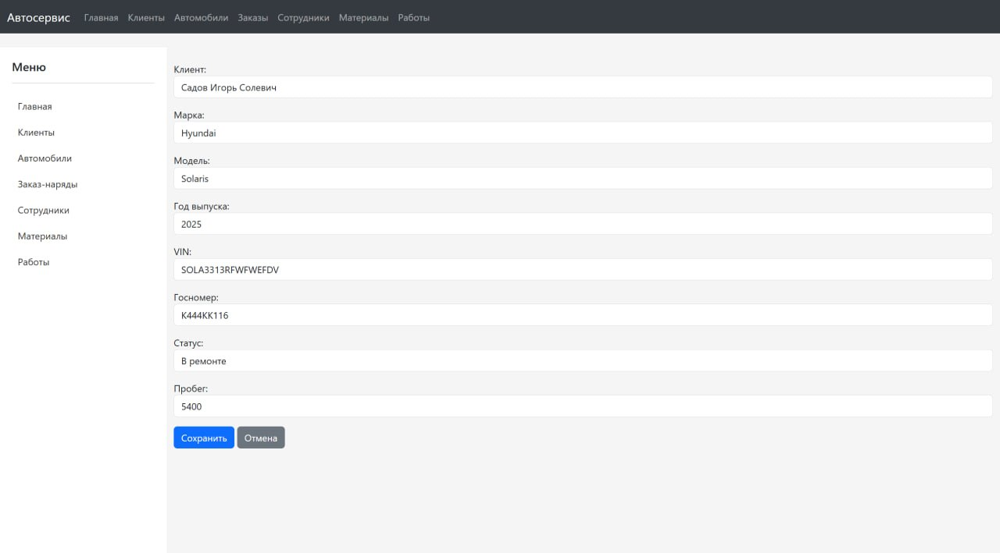 Автосервис Главная Клиенты Автомобили Заказы Сотрудники Материалы Работы
Меню
Главная
Клиенты
Автомобили
Заказ-наряды
Сотрудники
Материалы
Работы
Клиент:
Садов Игорь Солевич
Марка:
Hyundai
Модель:
Solaris
Год выпуска:
2025
VIN:
SOLA3313RFWFWEFDV
Госномер:
К444КК116
Статус:
В ремонте
Пробег:
5400
Сохранить Отмена